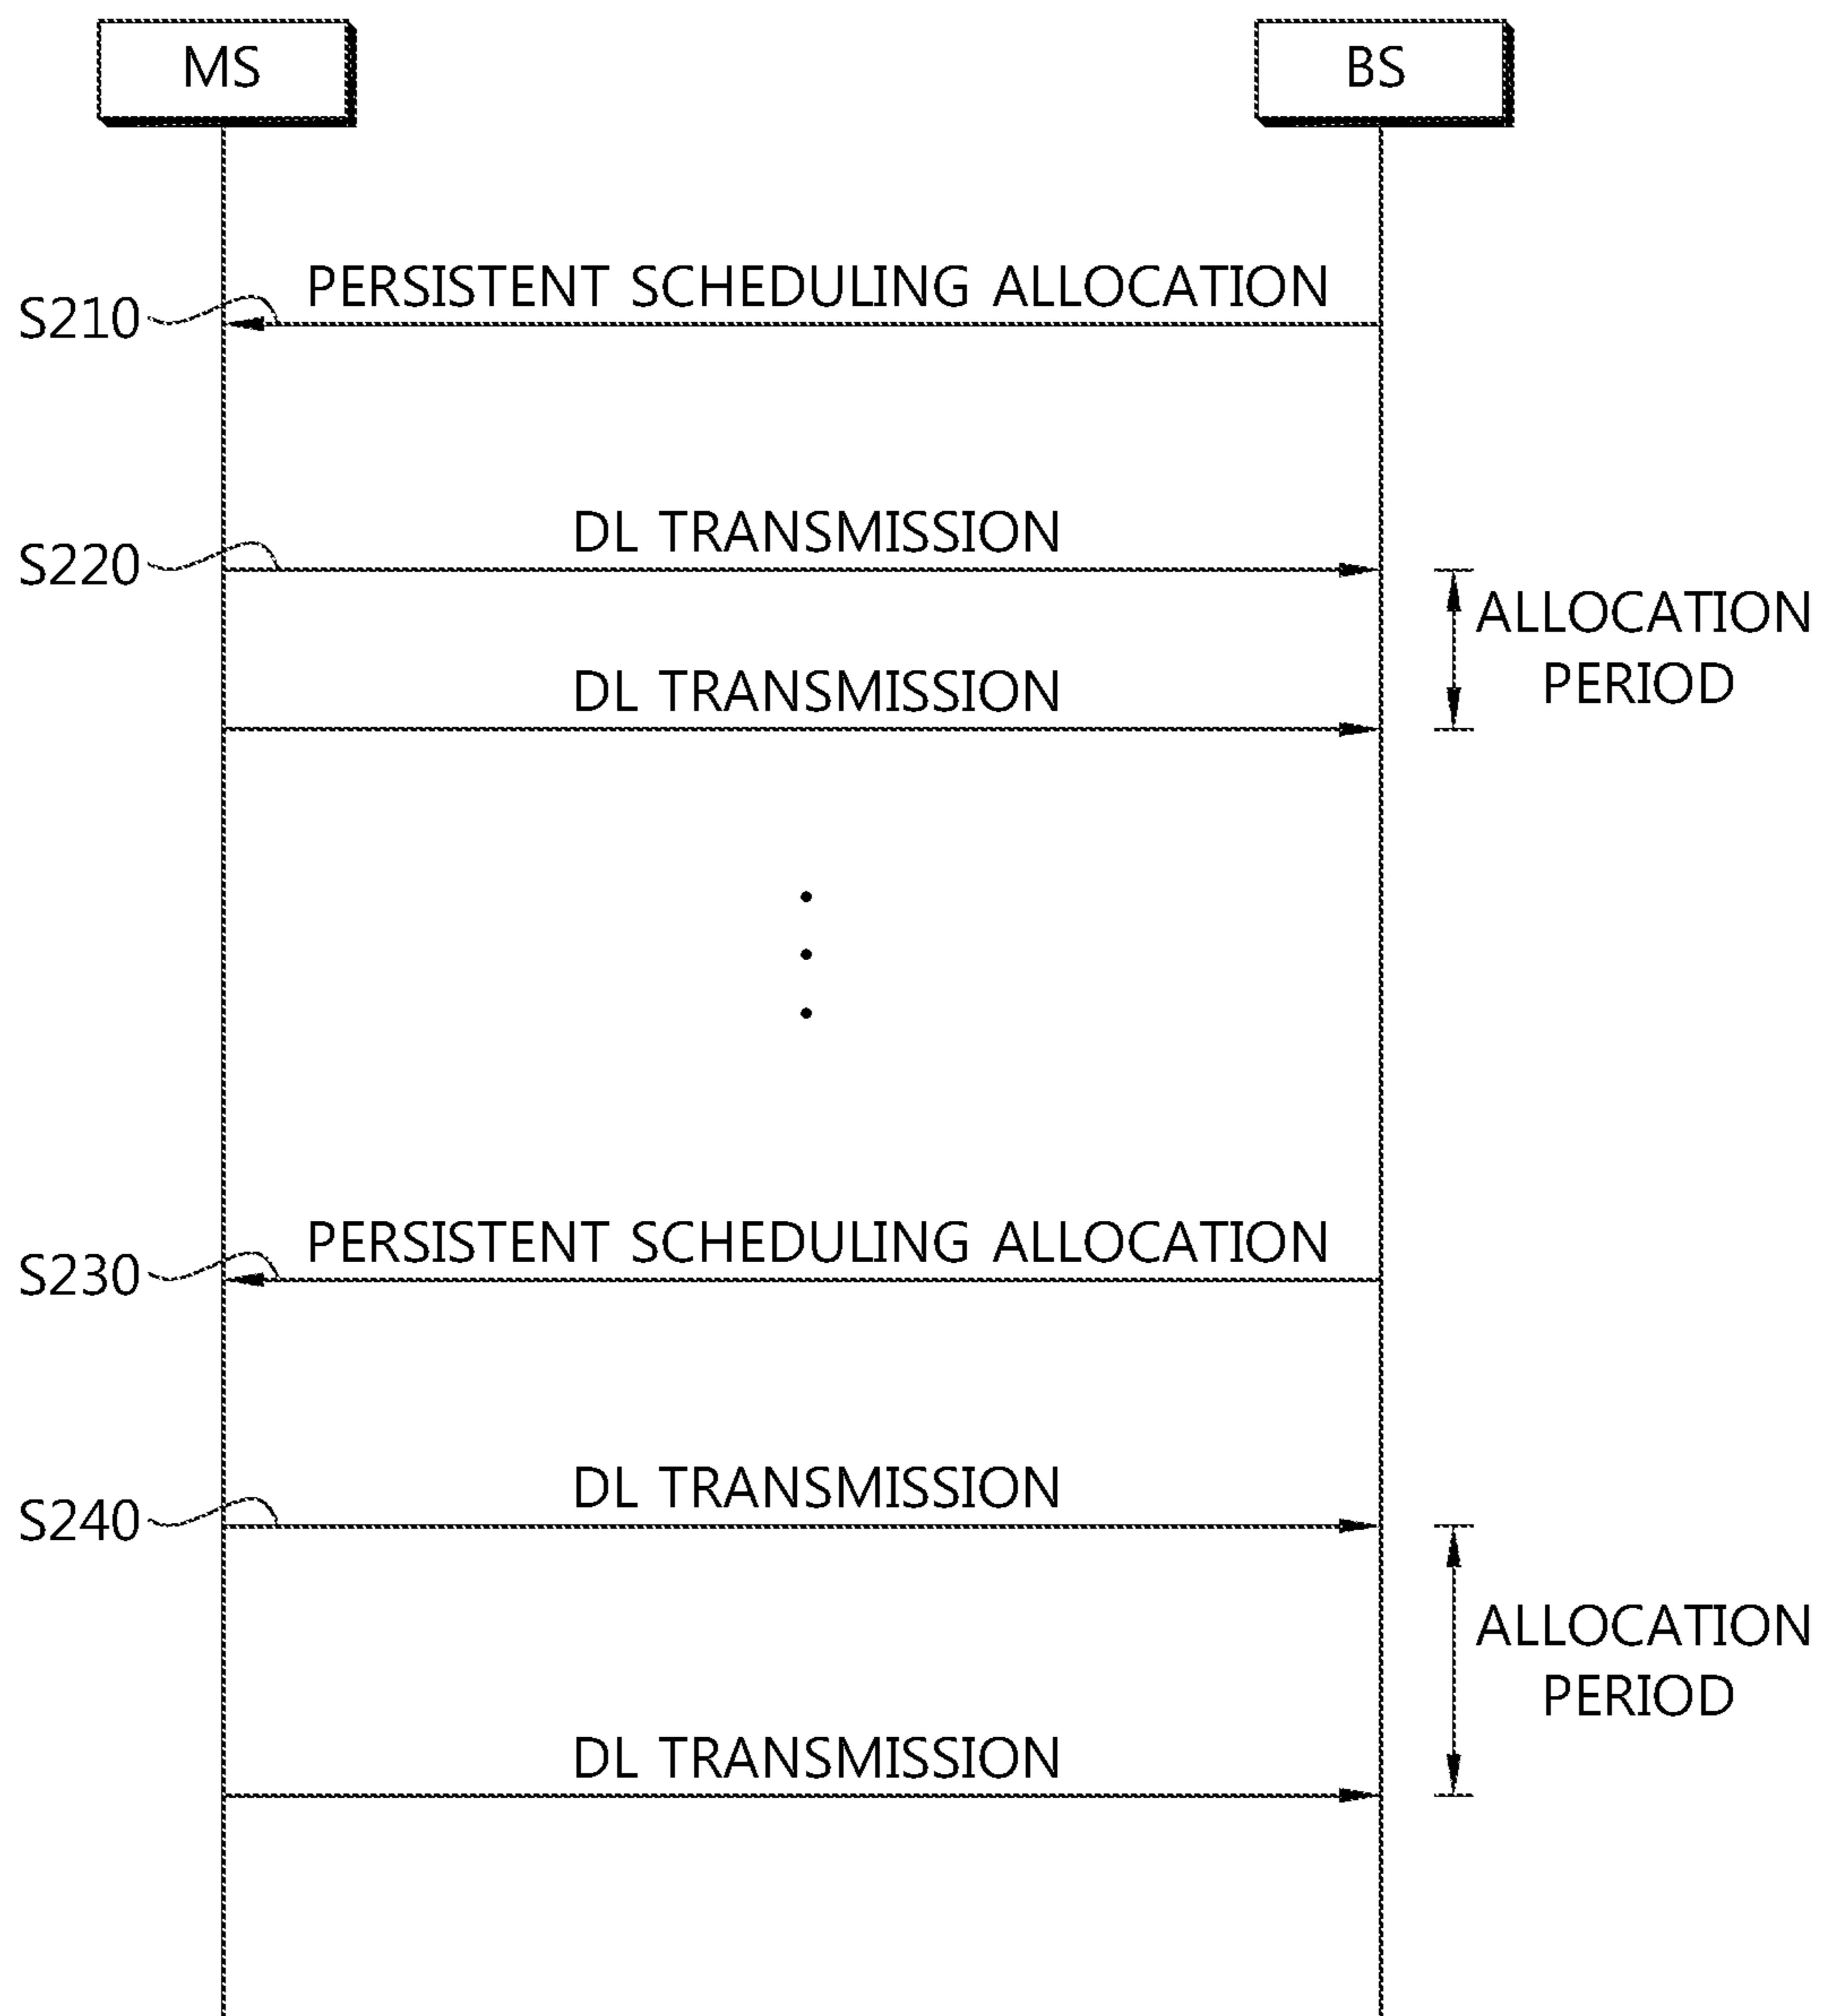 MS
BS
PERSISTENT SCHEDULING ALLOCATION
S210
DL TRANSMISSION
S220
ALLOCATION
PERIOD
DL TRANSMISSION
PERSISTENT SCHEDULING ALLOCATION
S230
DL TRANSMISSION
S240
ALLOCATION
PERIOD
DL TRANSMISSION